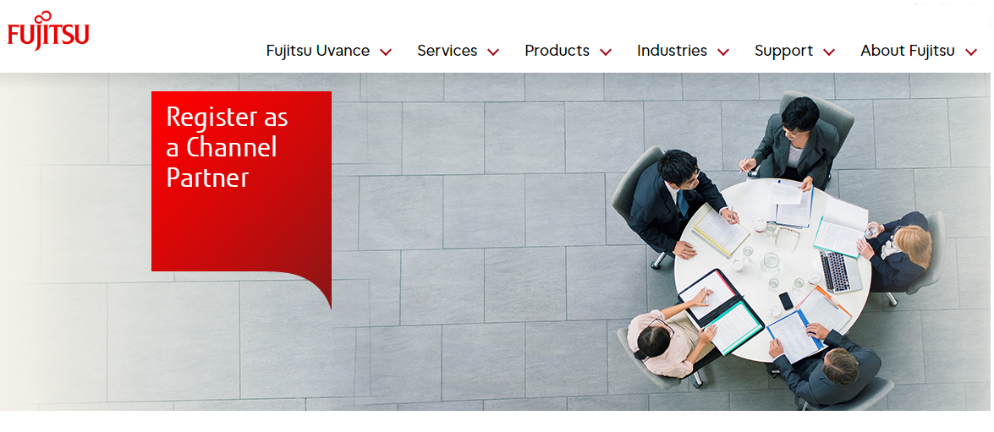 FUJITSU
Fujitsu Uvance Services Products Industries Support About Fujitsu
Register as
a Channel
Partner